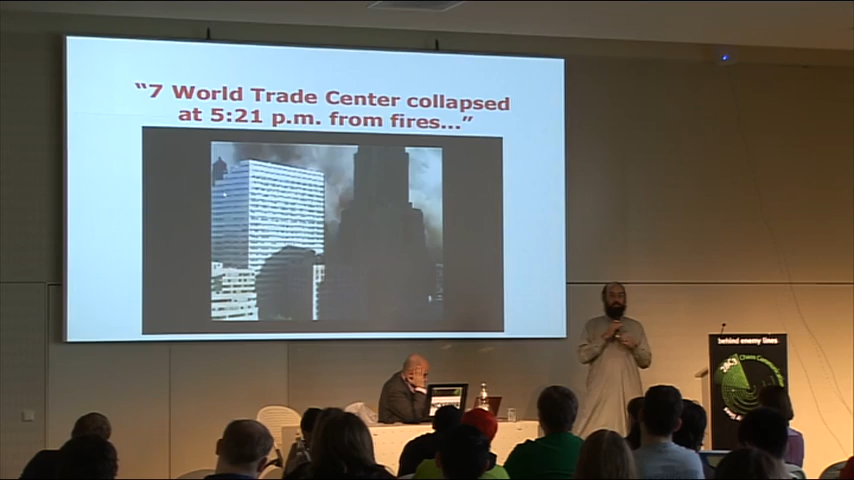 “7 World Trade Center collapsed
at 5:21 p.m. from fires...”
behind enemy lines